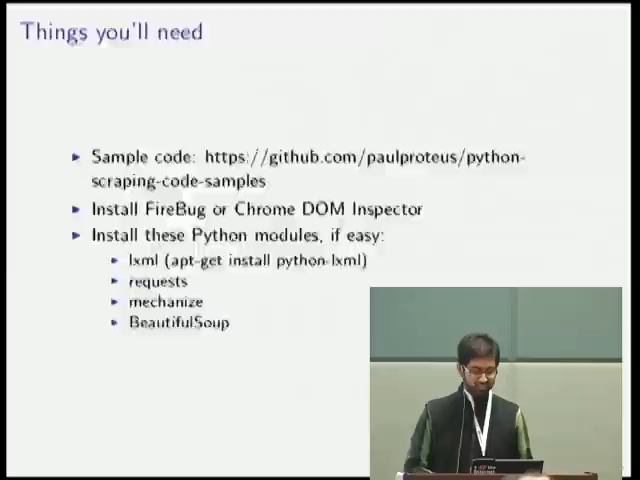 Things you'll need
Sample code: https://github.com/paulproteus/python-
scraping-code-samples
Install FireBug or Chrome DOM Inspector
Install these Python modules, if easy:
lxml (apt-get install python-lxml)
requests
mechanize
BeautifulSoup